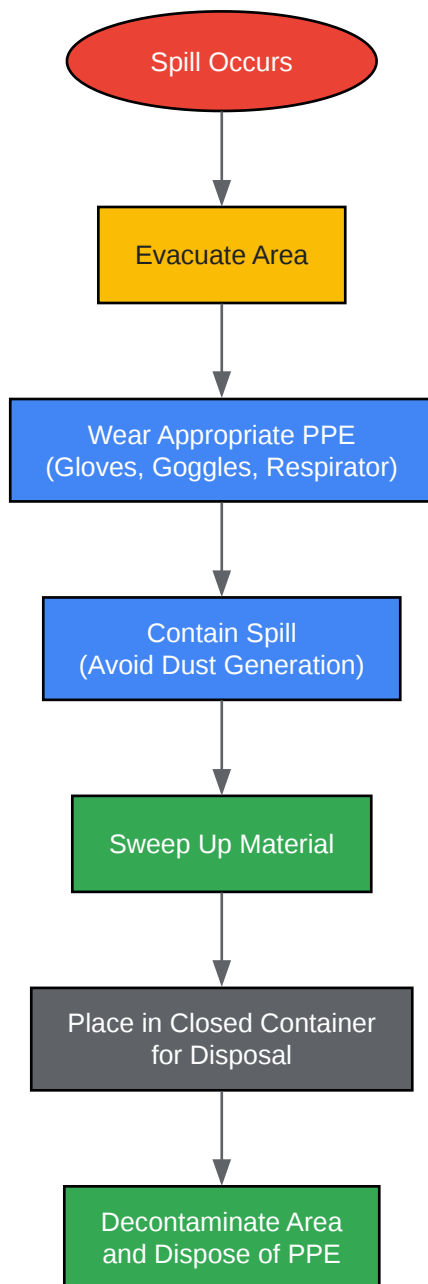 Spill Occurs
Evacuate Area
Wear Appropriate PPE
(Gloves, Goggles, Respirator)
Contain Spill
(Avoid Dust Generation)
Sweep Up Material
Place in Closed Container
for Disposal
Decontaminate Area
and Dispose of PPE